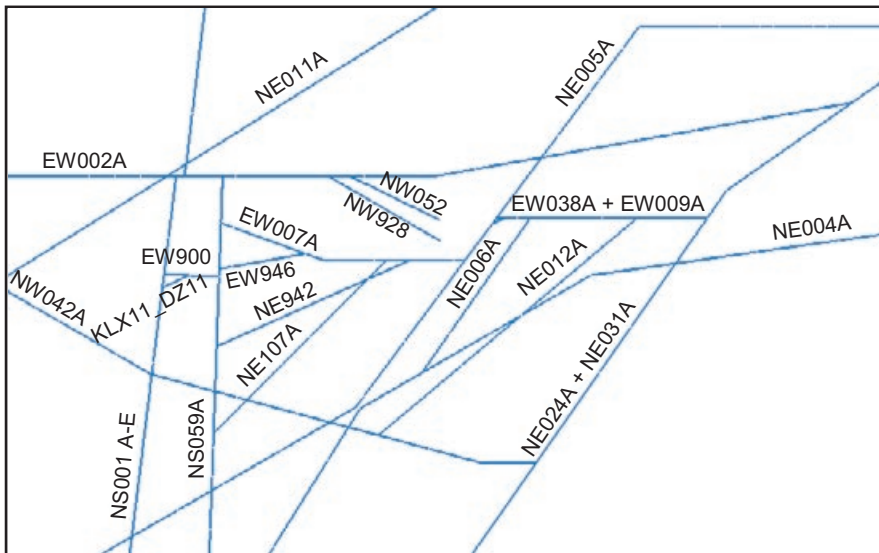 NE011A
NE005A
EW002A
NW052
NW928
EW038A + EW009A
EW007A
NE004A
EW900
EW946
NE006A
NE012A
KLX11_DZ11
NW042A
NE942
NE107A
NE024A + NE031A
NS059A
NS001 A-E